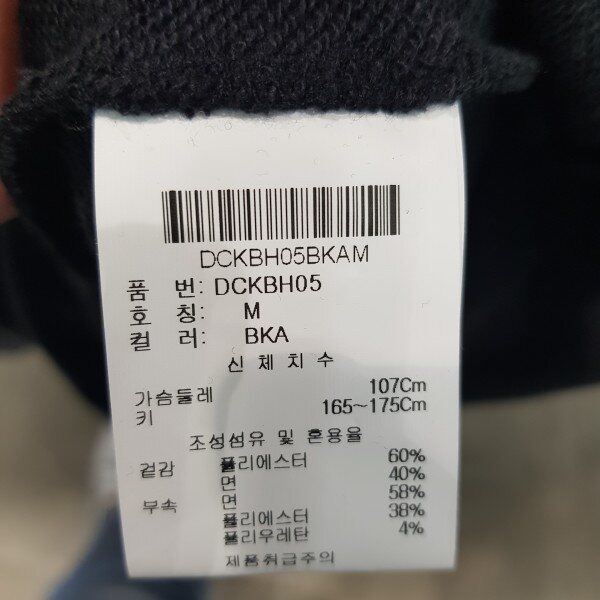 DCKBH05BKAM
품 번: DCKBH05
호 칭: M
컬 러: BKA
신 체 치 수
가슴둘레 107Cm
키 165~175Cm
조성섬유 및 혼용율
겉감 폴리에스터 60%
면 40%
부속 면 58%
폴리에스터 38%
폴리우레탄 4%
제품취급주의